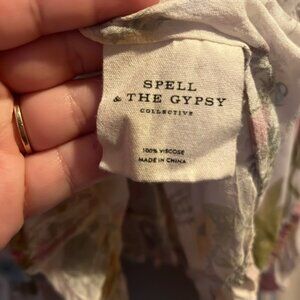 SPELL
& THE GYPSY
COLLECTIVE
100% VISCOSE
MADE IN CHINA